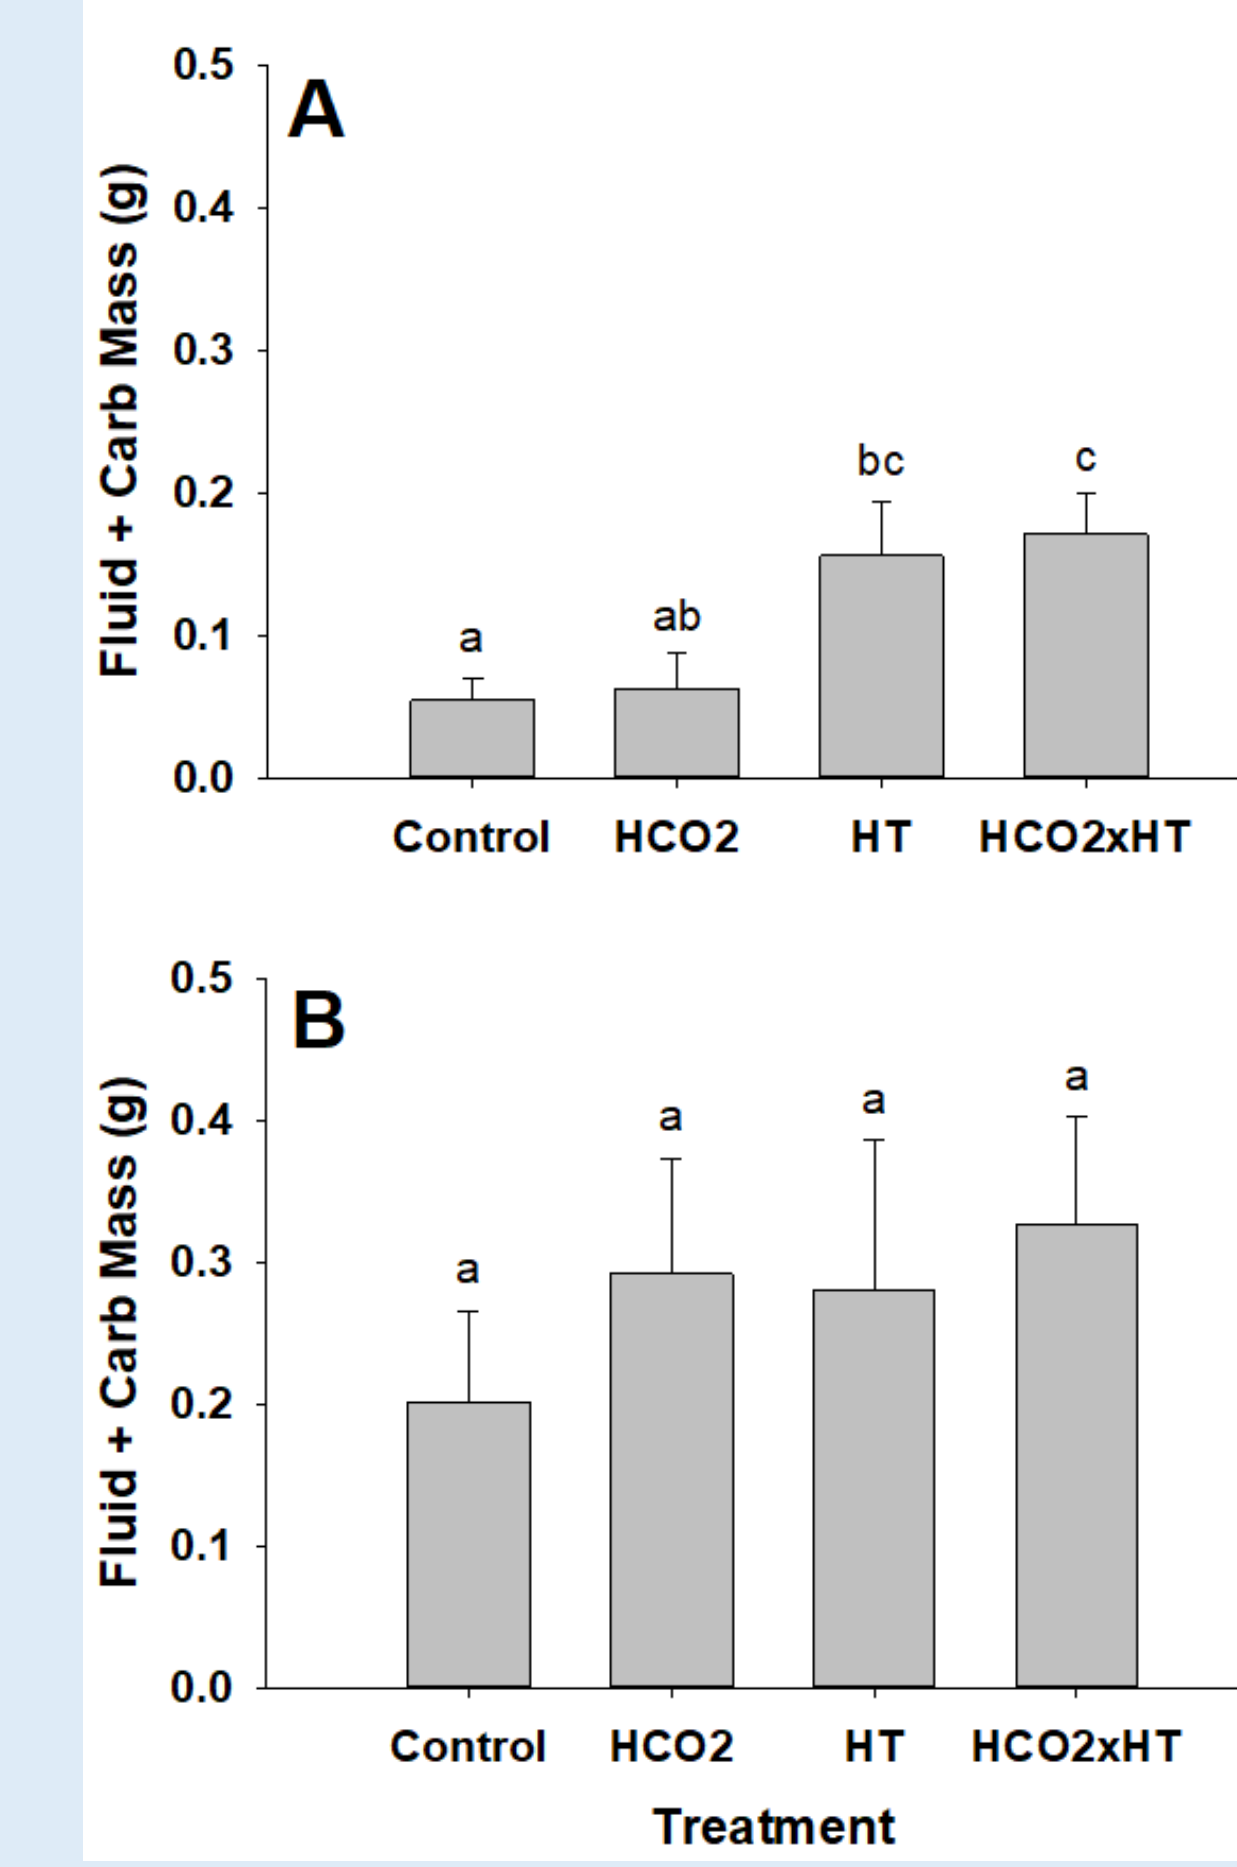 A
Fluid + Carb Mass (g)
0.5
0.4
0.3
0.2
0.1
0.0
a
ab
bc
c
Control HCO2 HT HCO2xHT
B
Fluid + Carb Mass (g)
0.5
0.4
0.3
0.2
0.1
0.0
a
a
a
a
Control HCO2 HT HCO2xHT
Treatment